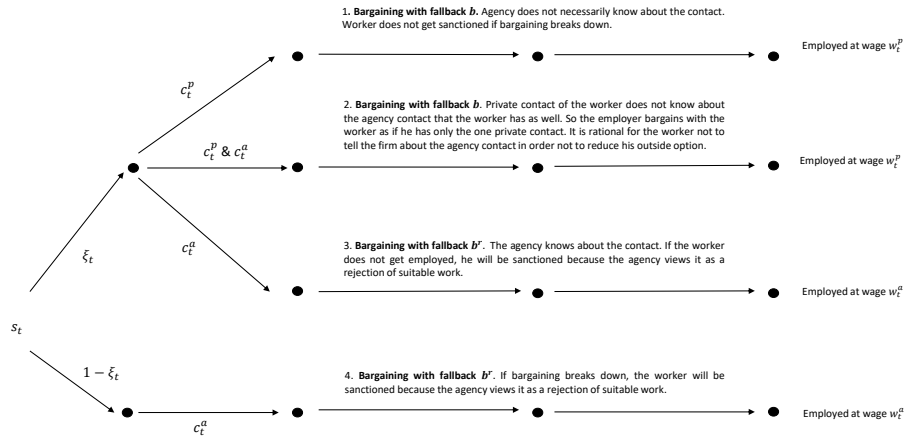 1. Bargaining with fallback b. Agency does not necessarily know about the contact.
Worker does not get sanctioned if bargaining breaks down.
Employed at wage w_t^p
c_t^p
2. Bargaining with fallback b. Private contact of the worker does not know about
the agency contact that the worker has as well. So the employer bargains with the
worker as if he has only the one private contact. It is rational for the worker not to
tell the firm about the agency contact in order not to reduce his outside option.
c_t^p & c_t^a
Employed at wage w_t^p
c_t^a
3. Bargaining with fallback b^r. The agency knows about the contact. If the worker
does not get employed, he will be sanctioned because the agency views it as a
rejection of suitable work.
ξ_t
Employed at wage w_t^a
s_t
1 − ξ_t
4. Bargaining with fallback b^r. If bargaining breaks down, the worker will be
sanctioned because the agency views it as a rejection of suitable work.
c_t^a
Employed at wage w_t^a